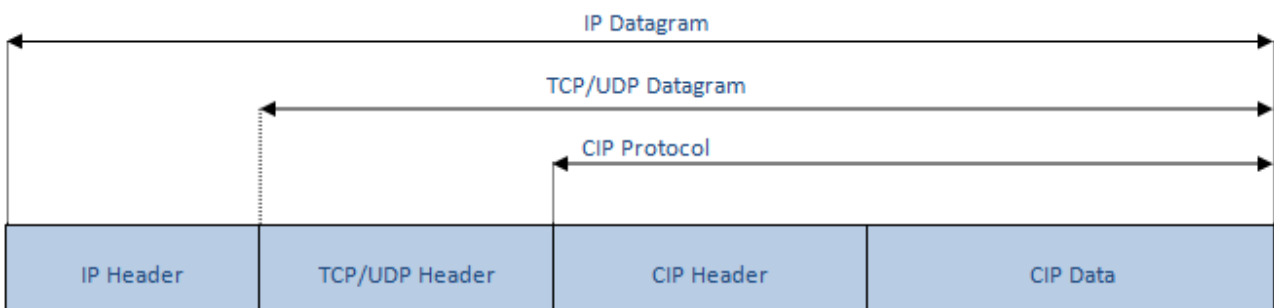 IP Datagram
TCP/UDP Datagram
CIP Protocol
IP Header
TCP/UDP Header
CIP Header
CIP Data